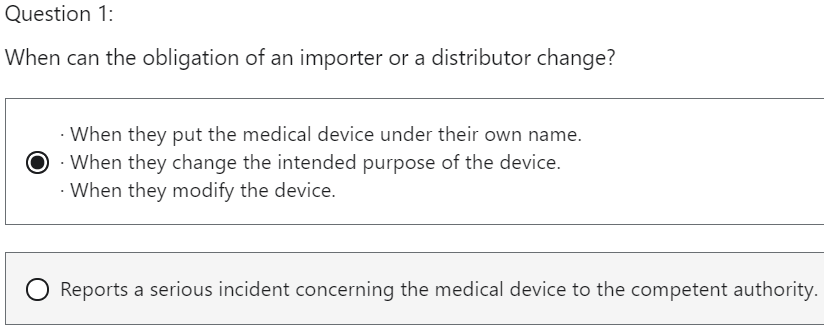 Question 1:
When can the obligation of an importer or a distributor change?
· When they put the medical device under their own name.
· When they change the intended purpose of the device.
· When they modify the device.
Reports a serious incident concerning the medical device to the competent authority.